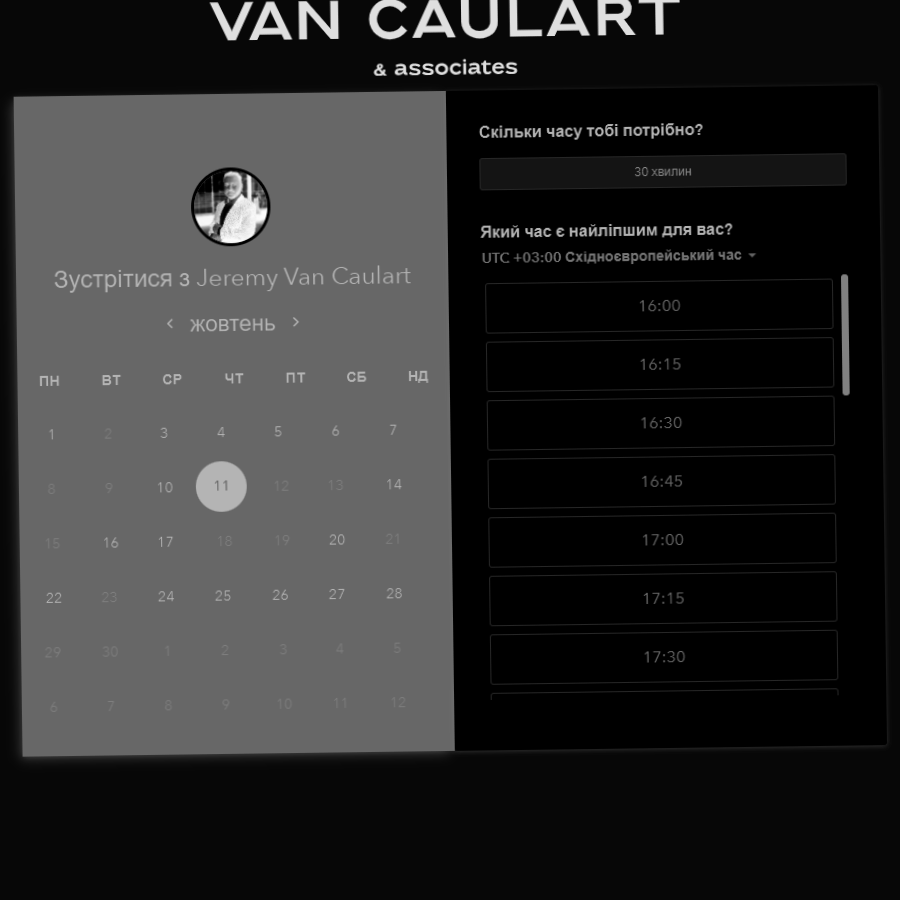 VAN CAULART
& associates
Зустрітися з Jeremy Van Caulart
‹ жовтень ›
ПН ВТ СР ЧТ ПТ СБ НД
1 2 3 4 5 6 7
8 9 10 11 12 13 14
15 16 17 18 19 20 21
22 23 24 25 26 27 28
29 30 1 2 3 4 5
6 7 8 9 10 11 12
Скільки часу тобі потрібно?
30 хвилин
Який час є найліпшим для вас?
UTC +03:00 Східноєвропейський час
16:00
16:15
16:30
16:45
17:00
17:15
17:30